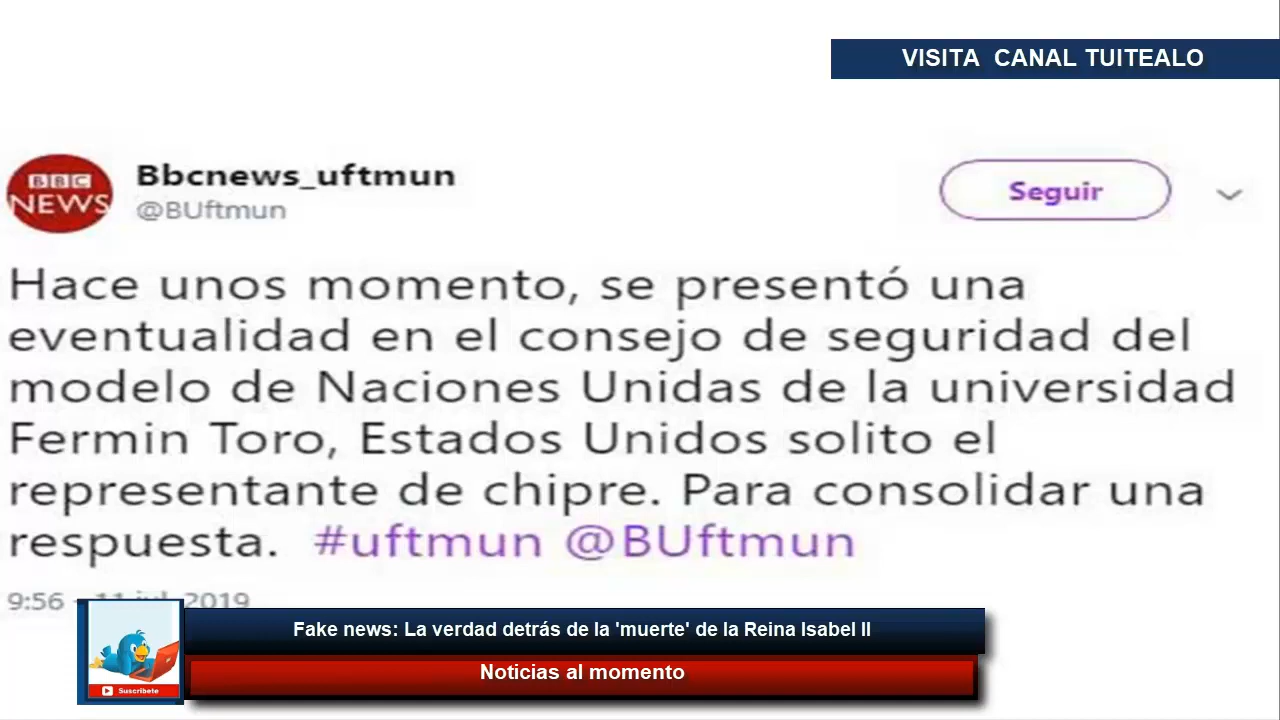 VISITA CANAL TUITEALO
BBC
NEWS
Bbcnews_uftmun
@BUftmun
Seguir
Hace unos momento, se presentó una
eventualidad en el consejo de seguridad del
modelo de Naciones Unidas de la universidad
Fermin Toro, Estados Unidos solito el
representante de chipre. Para consolidar una
respuesta. #uftmun @BUftmun
9:56 - 11 jul. 2019
Fake news: La verdad detrás de la 'muerte' de la Reina Isabel II
Noticias al momento
Suscribete